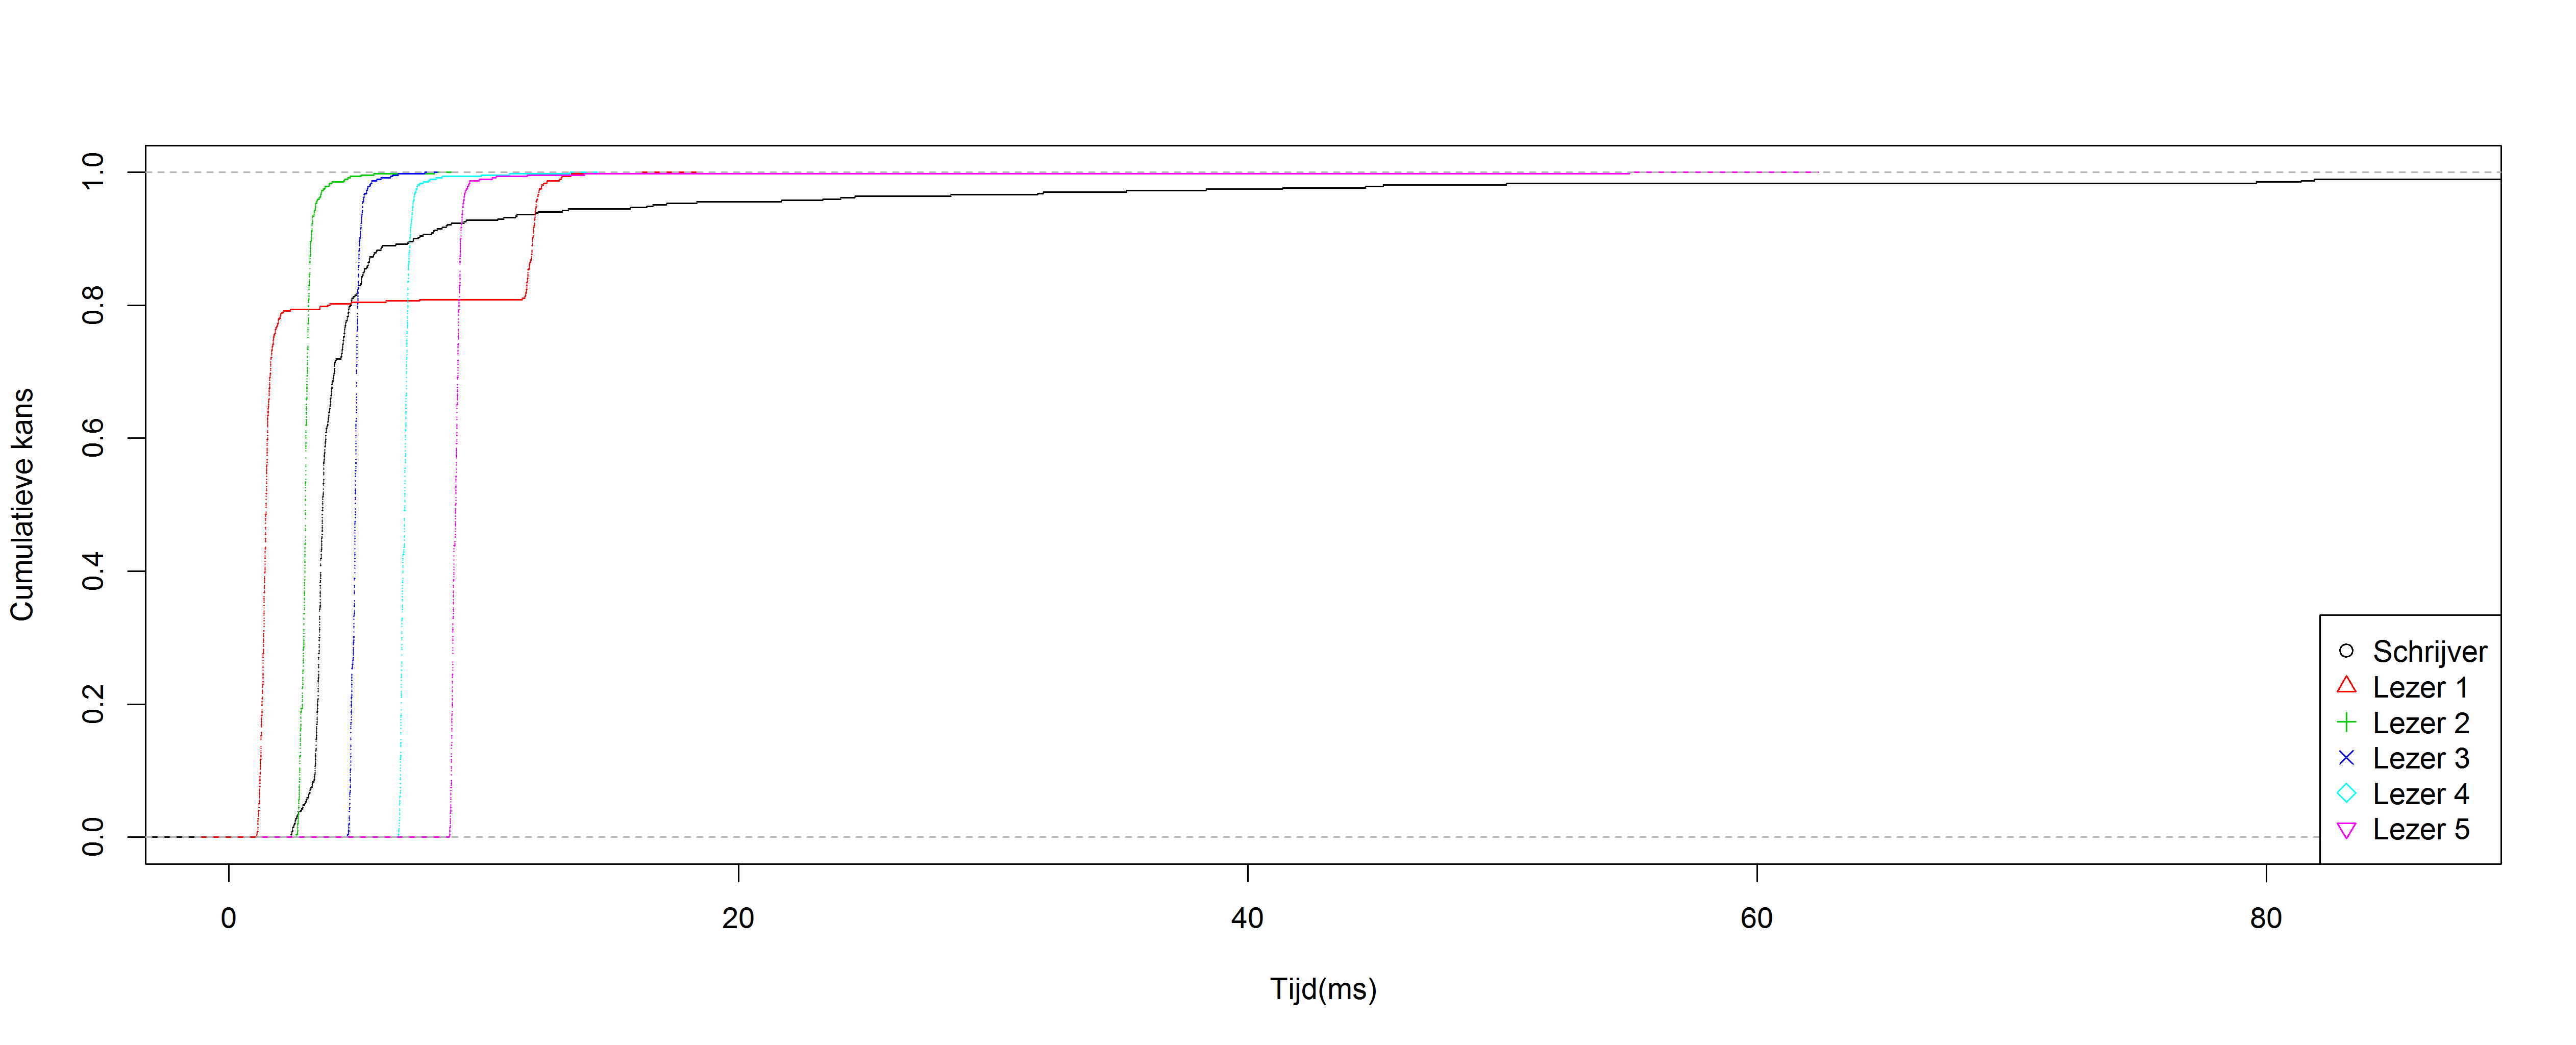 Cumulatieve kans
1.0
0.8
0.6
0.4
0.2
0.0
0 20 40 60 80
Tijd(ms)
Schrijver
Lezer 1
Lezer 2
Lezer 3
Lezer 4
Lezer 5